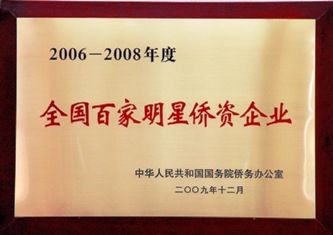 2006－2008年度
全国百家明星侨资企业
中华人民共和国国务院侨务办公室
二〇〇九年十二月